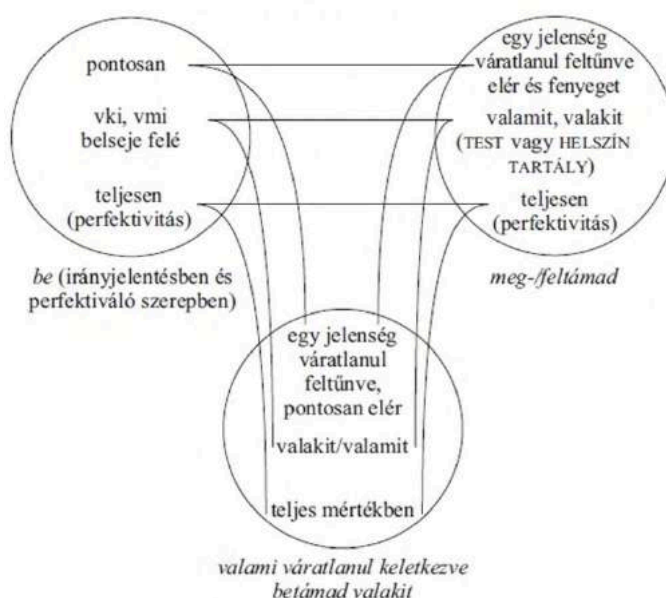 pontosan
vki, vmi
belseje felé
teljesen
(perfektivitás)
be (irányjelentésben és
perfektiváló szerepben)
egy jelenség
váratlanul feltűnve
elér és fenyeget
valamit, valakit
(TEST vagy HELSZÍN
TARTÁLY)
teljesen
(perfektivitás)
meg-/feltámad
egy jelenség
váratlanul
feltűnve,
pontosan elér
valakit/valamit
teljes mértékben
valami váratlanul keletkezve
betámad valakit